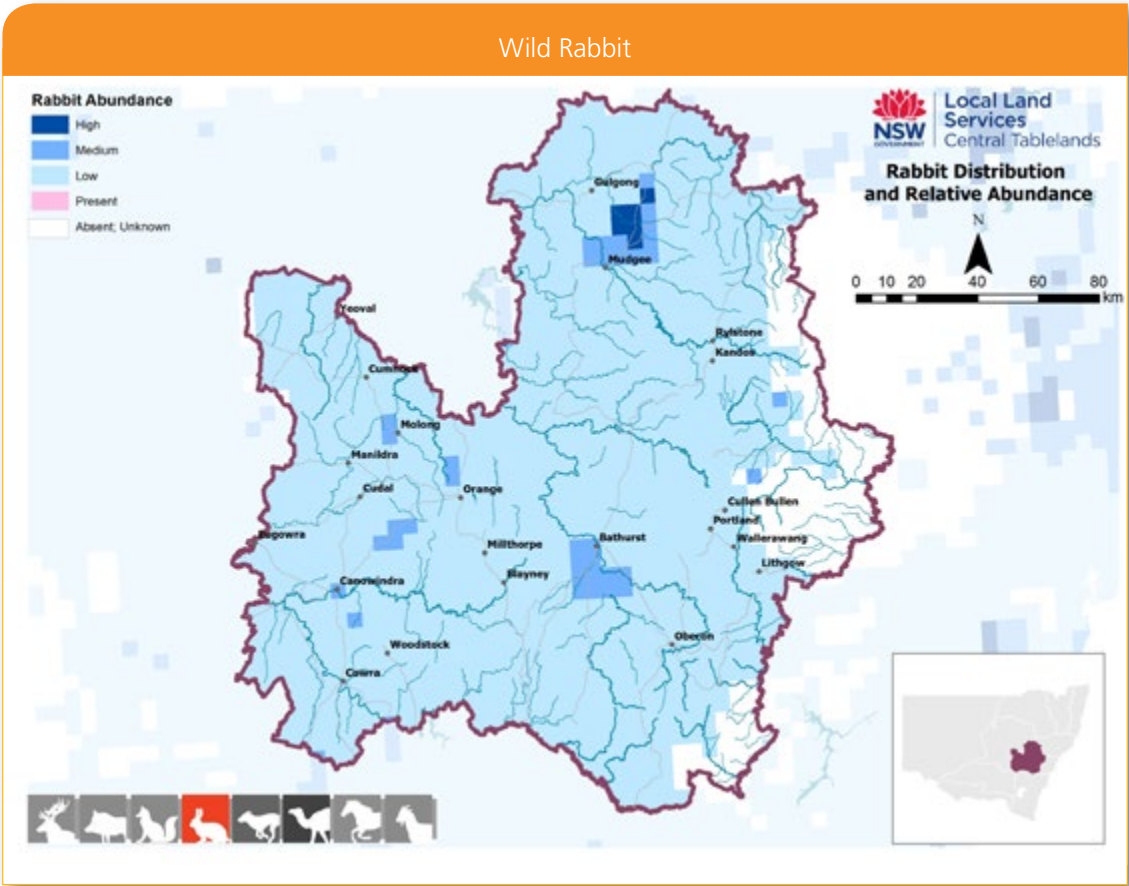 Wild Rabbit
Rabbit Abundance
High
Medium
Low
Present
Absent; Unknown
NSW
GOVERNMENT
Local Land
Services
Central Tablelands
Rabbit Distribution
and Relative Abundance
N
0 10 20 40 60 80
km
Gulgong
Mudgee
Yeoval
Rylstone
Kandos
Cumnock
Molong
Manildra
Cudal
Orange
Cullen Bullen
Portland
Eugowra
Millthorpe
Bathurst
Wallerawang
Lithgow
Blayney
Canowindra
Oberon
Woodstock
Cowra